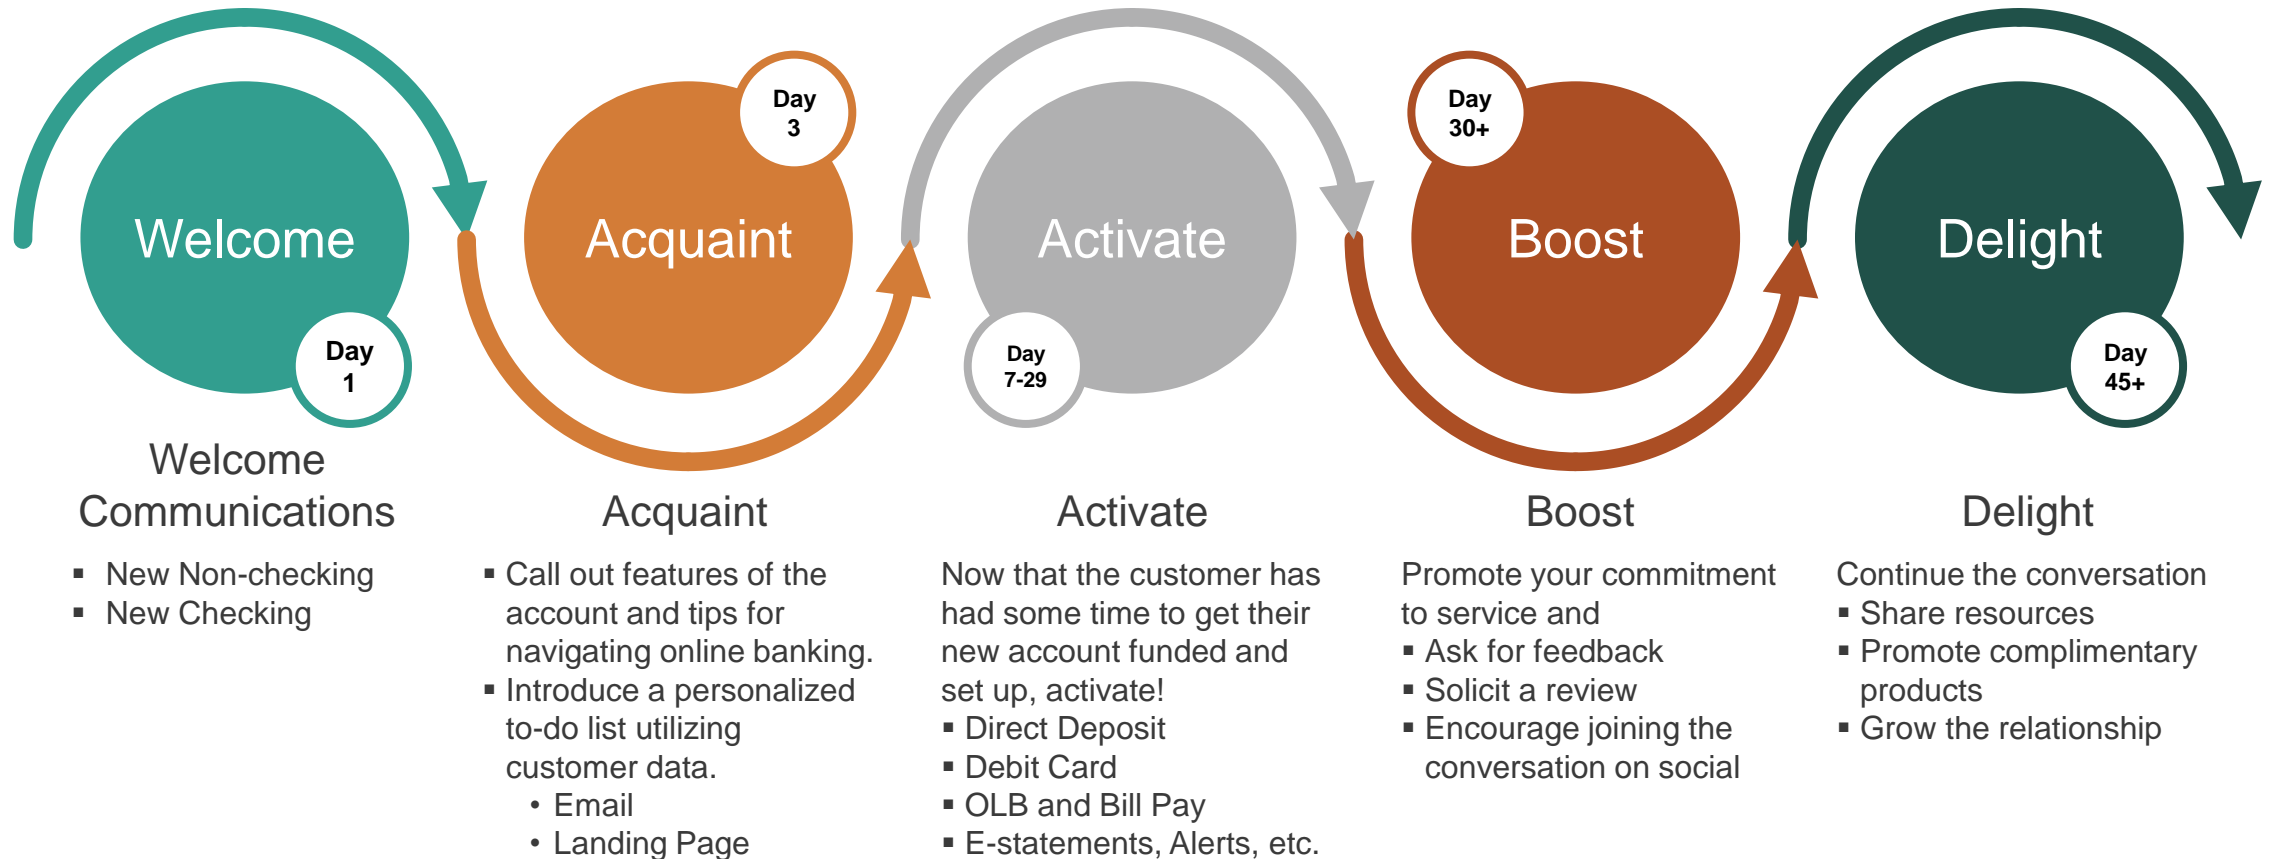 Welcome
Day
1
Acquaint
Day
3
Activate
Day
7-29
Boost
Day
30+
Delight
Day
45+
Welcome
Communications
▪ New Non-checking
▪ New Checking
Acquaint
▪ Call out features of the
account and tips for
navigating online banking.
▪ Introduce a personalized
to-do list utilizing
customer data.
• Email
• Landing Page
Activate
Now that the customer has
had some time to get their
new account funded and
set up, activate!
▪ Direct Deposit
▪ Debit Card
▪ OLB and Bill Pay
▪ E-statements, Alerts, etc.
Boost
Promote your commitment
to service and
▪ Ask for feedback
▪ Solicit a review
▪ Encourage joining the
conversation on social
Delight
Continue the conversation
▪ Share resources
▪ Promote complimentary
products
▪ Grow the relationship